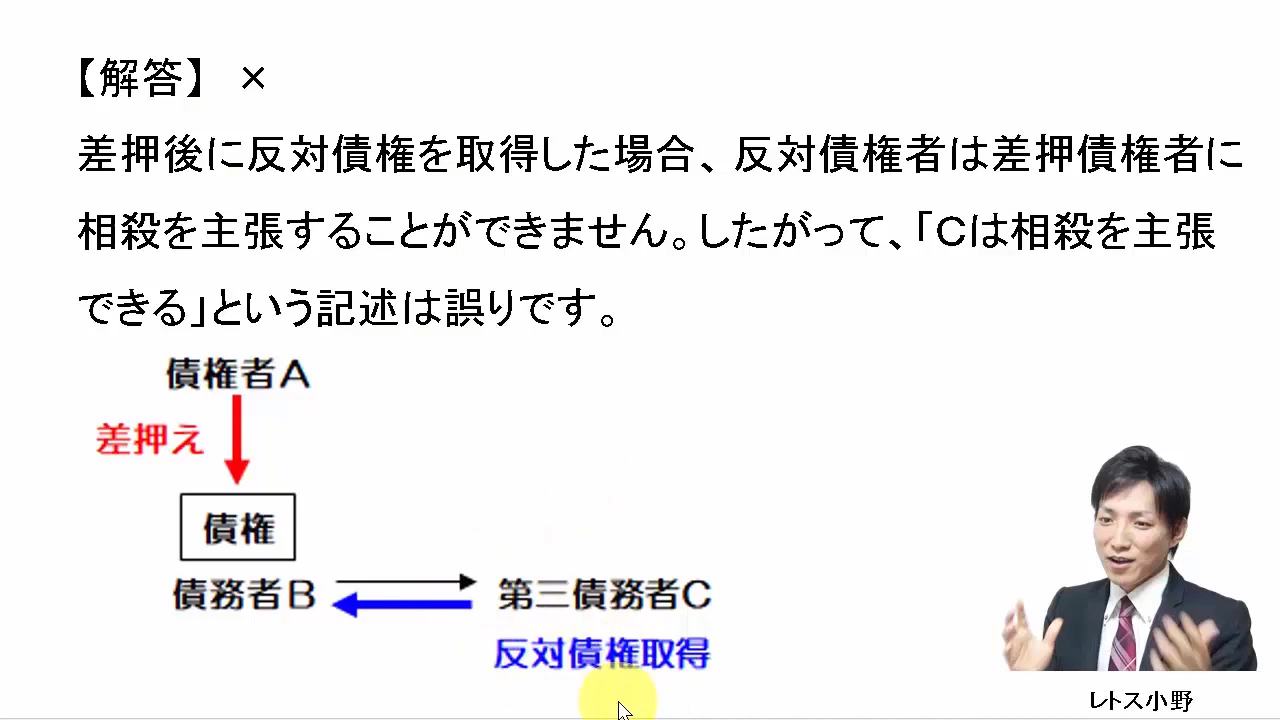 【解答】 ×
差押後に反対債権を取得した場合、反対債権者は差押債権者に
相殺を主張することができません。したがって、「Cは相殺を主張
できる」という記述は誤りです。
債権者A
差押え
債権
債務者B
第三債務者C
反対債権取得
レトス小野